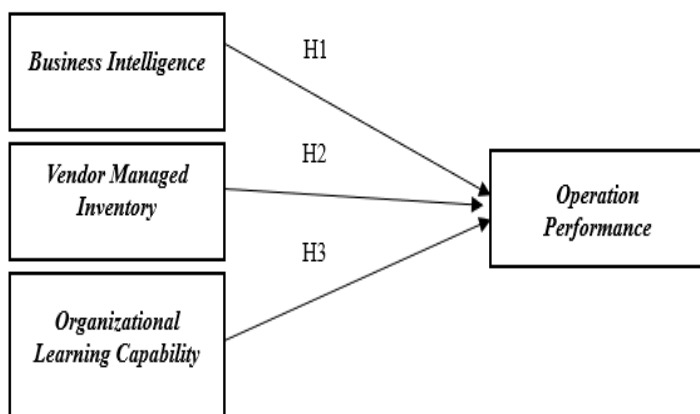 Business Intelligence
H1
Vendor Managed
Inventory
H2
Organizational
Learning Capability
H3
Operation
Performance